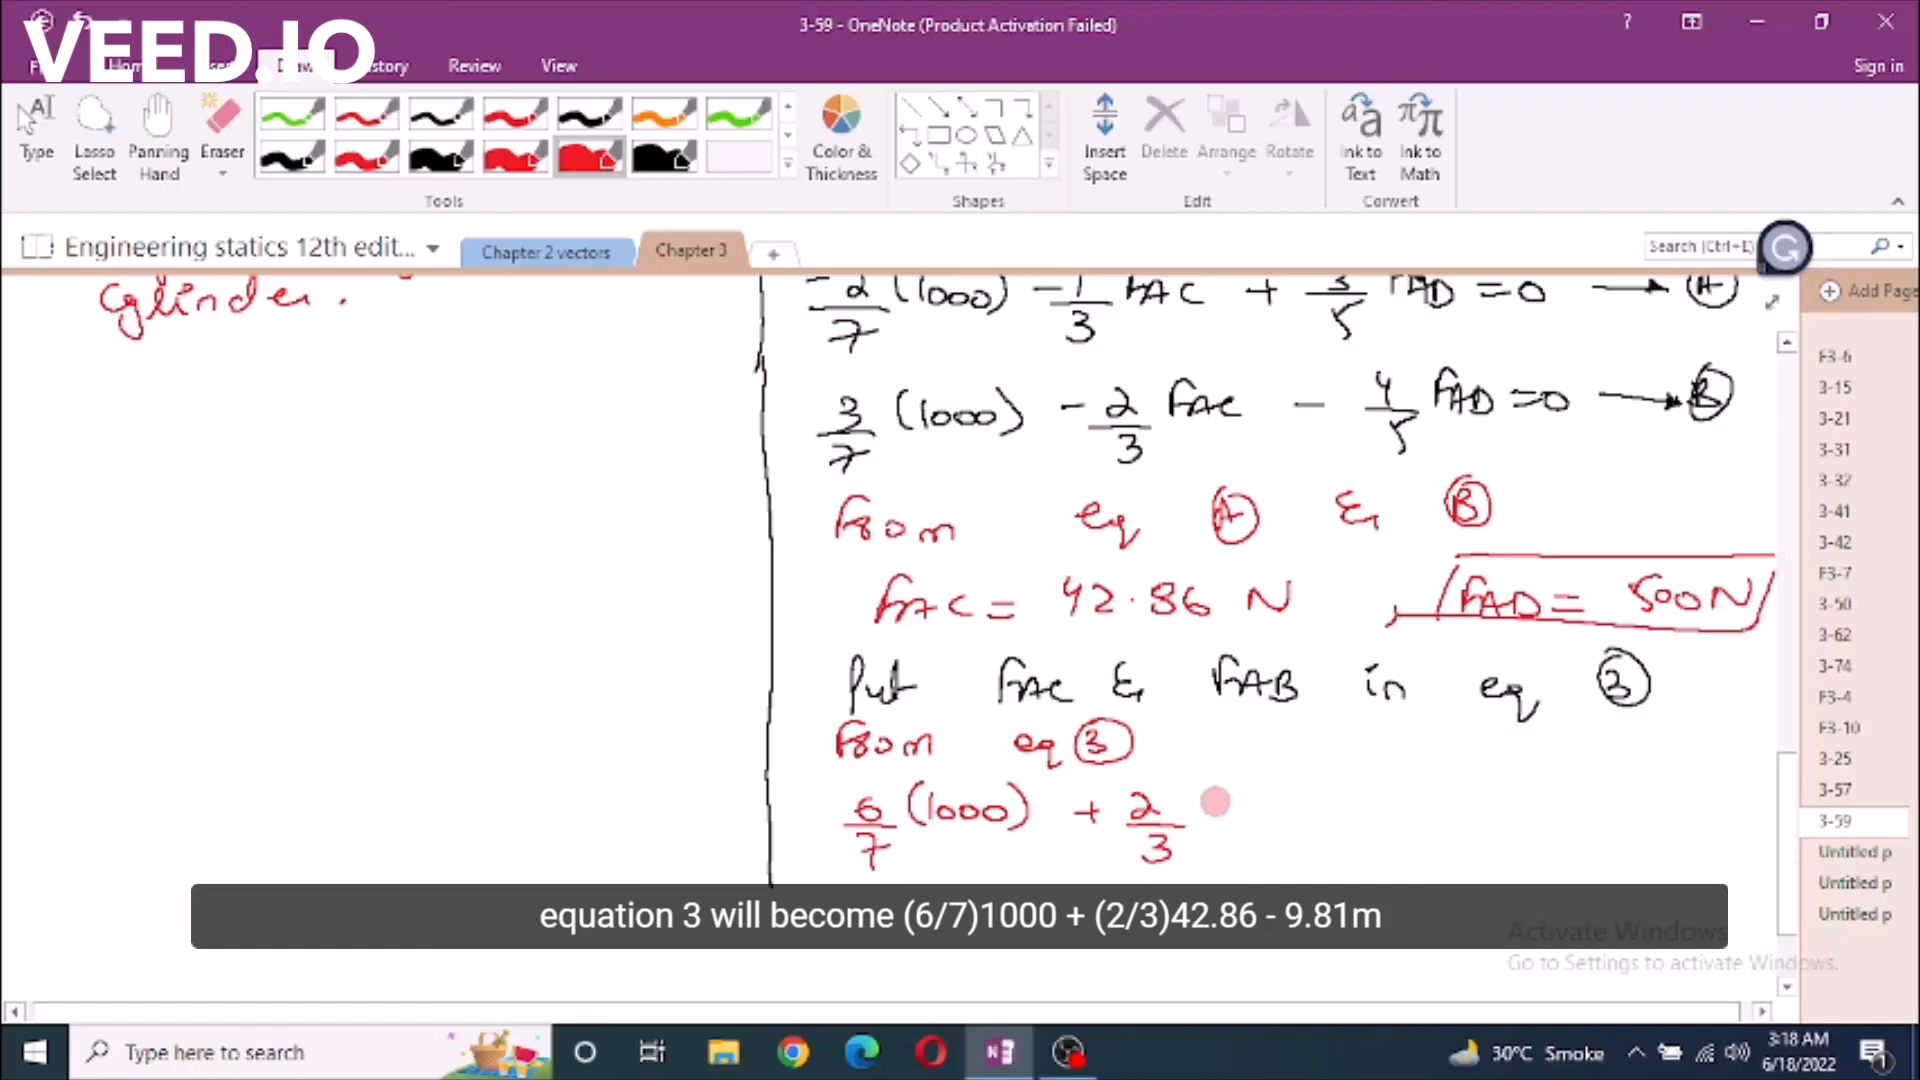 VEED.IO
3-59 - OneNote (Product Activation Failed)
?
Review View
Sign in
Type
Lasso Select
Panning Hand
Eraser
Color & Thickness
Insert Space
Delete
Arrange
Rotate
Ink to Text
Ink to Math
Tools
Shapes
Edit
Convert
Engineering statics 12th edit...
Chapter 2 vectors
Chapter 3
+
Search (Ctrl+E)
Add Page
cylinder.
-2/7 (1000) - 1/3 FAC + 3/5 FAD = 0 → (A)
3/7 (1000) - 2/3 FAC - 4/5 FAD = 0 → (B)
From eq (A) & (B)
FAC = 42.86 N , FAD = 500N
Put FAC & FAB in eq (3)
From eq (3)
6/7 (1000) + 2/3
equation 3 will become (6/7)1000 + (2/3)42.86 - 9.81m
F3-6
3-15
3-21
3-31
3-32
3-41
3-42
F3-7
3-50
3-62
3-74
F3-4
F3-10
3-25
3-57
3-59
Untitled p
Untitled p
Untitled p
Activate Windows
Go to Settings to activate Windows.
Type here to search
30°C Smoke
3:18 AM
6/18/2022
1